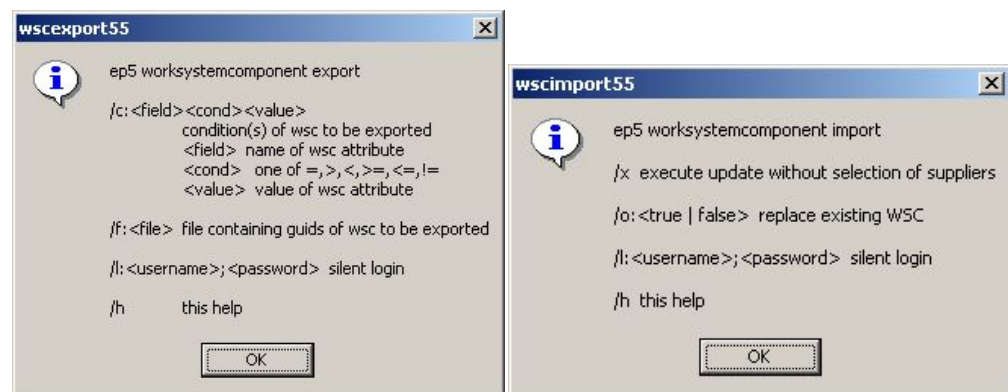 wscexport55
ep5 worksystemcomponent export
/c:<field><cond><value>
condition(s) of wsc to be exported
<field> name of wsc attribute
<cond> one of =,>,<,>=,<=,!=
<value> value of wsc attribute
/f:<file> file containing guids of wsc to be exported
/l:<username>;<password> silent login
/h this help
OK
wscimport55
ep5 worksystemcomponent import
/x execute update without selection of suppliers
/o:<true | false> replace existing WSC
/l:<username>;<password> silent login
/h this help
OK